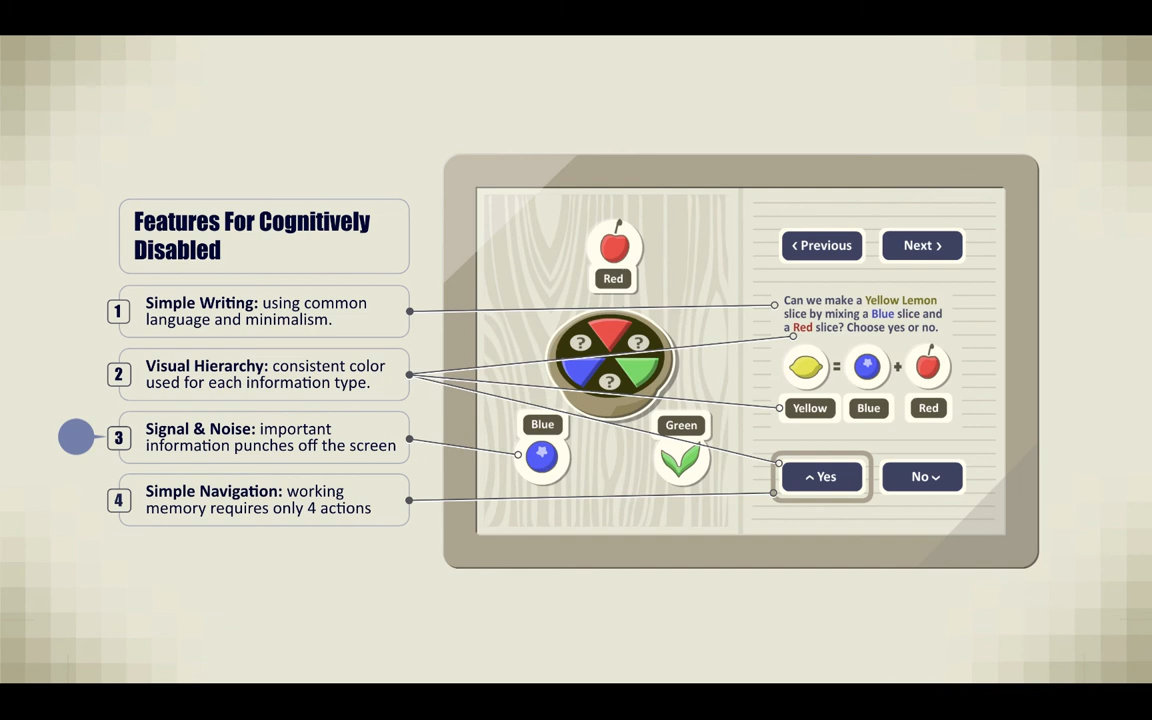 Features For Cognitively
Disabled
1
Simple Writing: using common
language and minimalism.
2
Visual Hierarchy: consistent color
used for each information type.
3
Signal & Noise: important
information punches off the screen
4
Simple Navigation: working
memory requires only 4 actions
Red
?
?
?
Blue
Green
‹ Previous
Next ›
Can we make a Yellow Lemon
slice by mixing a Blue slice and
a Red slice? Choose yes or no.
= +
Yellow
Blue
Red
Yes
No